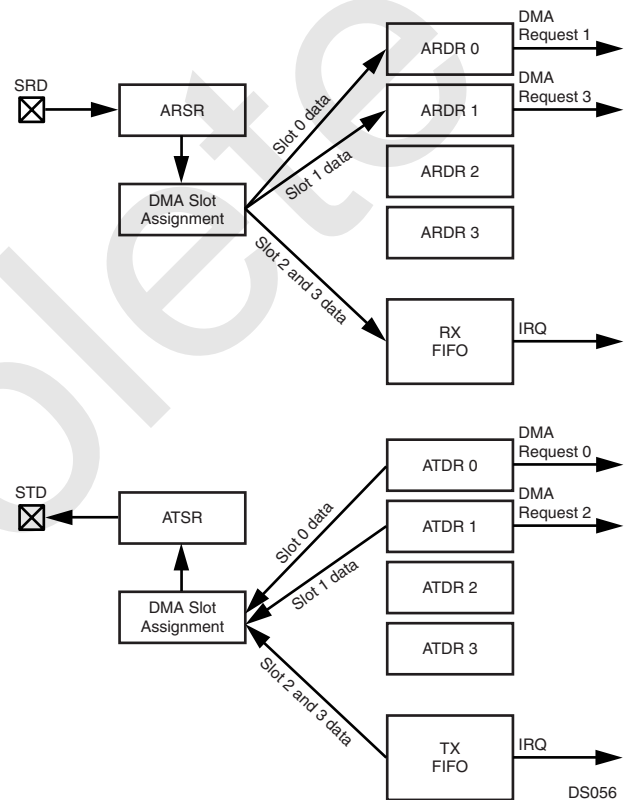 DMA
Request 1
ARDR 0
SRD
DMA
Request 3
ARSR
ARDR 1
Slot 0 data
Slot 1 data
ARDR 2
DMA Slot
Assignment
ARDR 3
Slot 2 and 3 data
RX
FIFO
IRQ
DMA
Request 0
ATDR 0
STD
DMA
Request 2
ATSR
ATDR 1
Slot 0 data
Slot 1 data
ATDR 2
DMA Slot
Assignment
ATDR 3
Slot 2 and 3 data
TX
FIFO
IRQ
DS056
olete